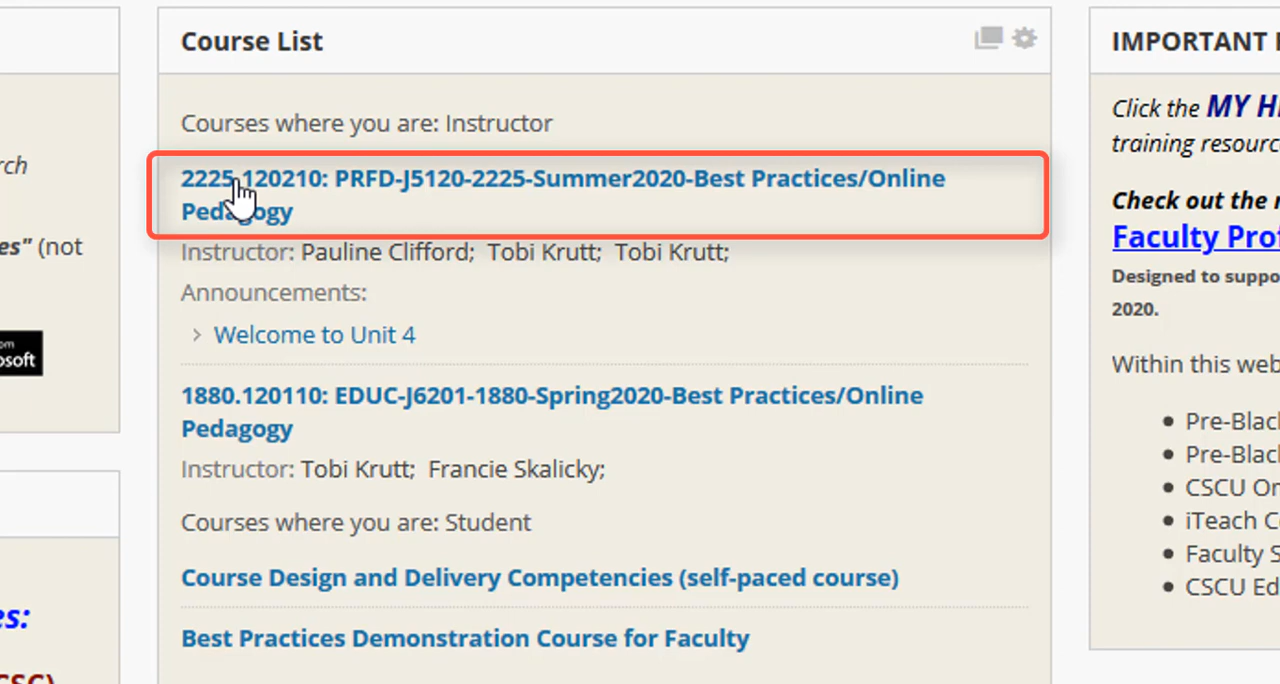 rch
es" (not
om
osoft
es:
CSC)
Course List
Courses where you are: Instructor
2225.120210: PRFD-J5120-2225-Summer2020-Best Practices/Online
Pedagogy
Instructor: Pauline Clifford; Tobi Krutt; Tobi Krutt;
Announcements:
Welcome to Unit 4
1880.120110: EDUC-J6201-1880-Spring2020-Best Practices/Online
Pedagogy
Instructor: Tobi Krutt; Francie Skalicky;
Courses where you are: Student
Course Design and Delivery Competencies (self-paced course)
Best Practices Demonstration Course for Faculty
IMPORTANT
Click the MY H
training resourc
Check out the
Faculty Prof
Designed to suppo
2020.
Within this web
Pre-Black
Pre-Black
CSCU On
iTeach C
Faculty S
CSCU Ed